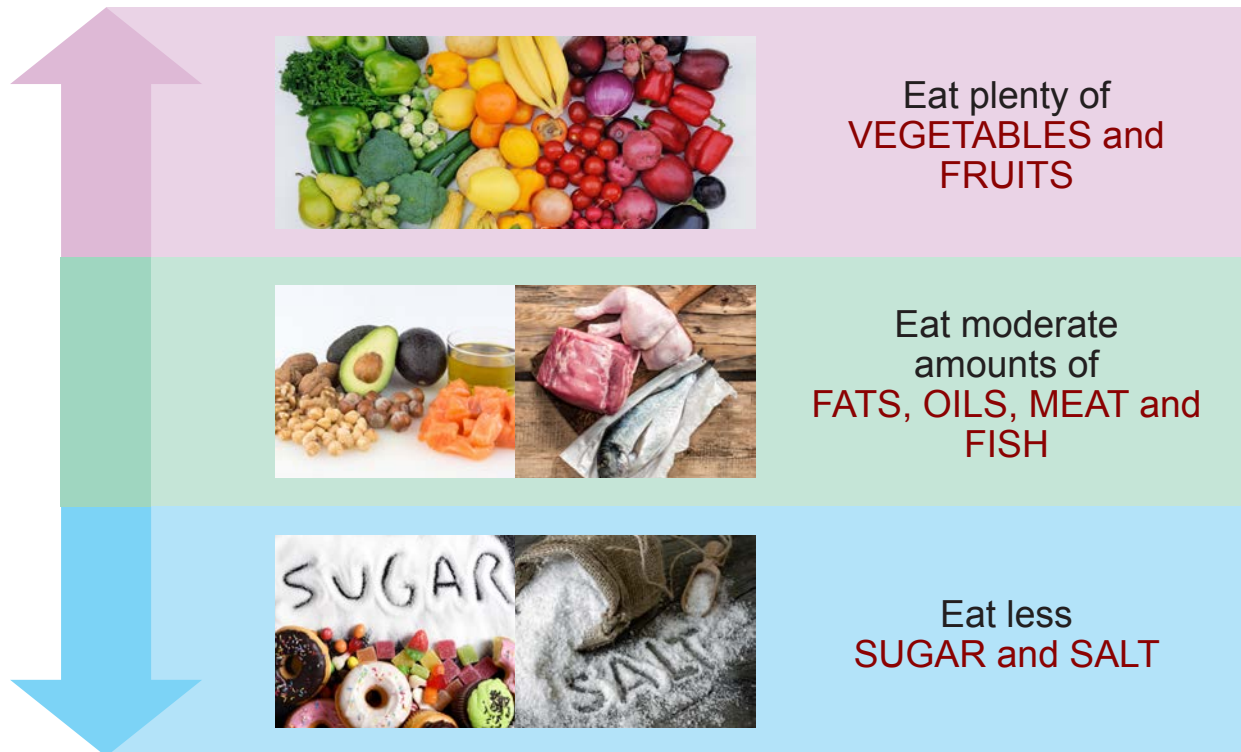 Eat plenty of
VEGETABLES and
FRUITS
Eat moderate
amounts of
FATS, OILS, MEAT and
FISH
SUGAR
SALT
Eat less
SUGAR and SALT